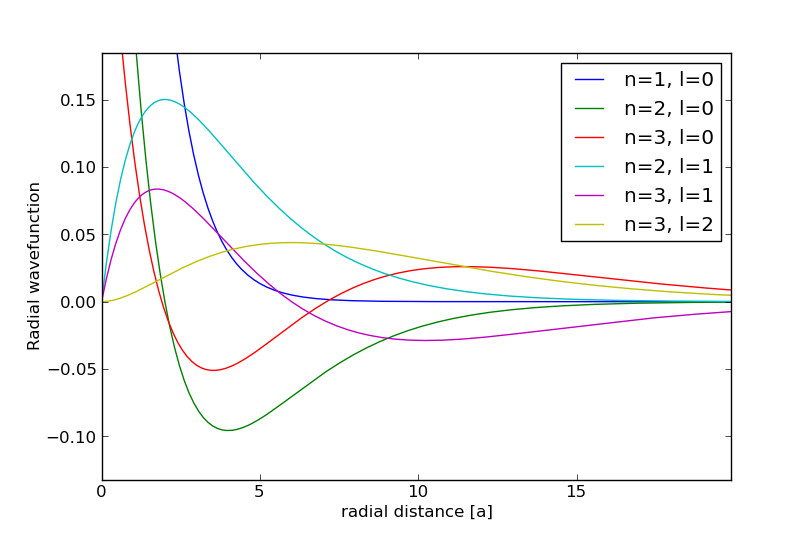 0.15
0.10
0.05
0.00
−0.05
−0.10
Radial wavefunction
0
5
10
15
radial distance [a]
n=1, l=0
n=2, l=0
n=3, l=0
n=2, l=1
n=3, l=1
n=3, l=2